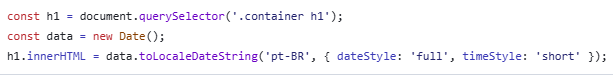 const h1 = document.querySelector('.container h1');
const data = new Date();
h1.innerHTML = data.toLocaleDateString('pt-BR', { dateStyle: 'full', timeStyle: 'short' });